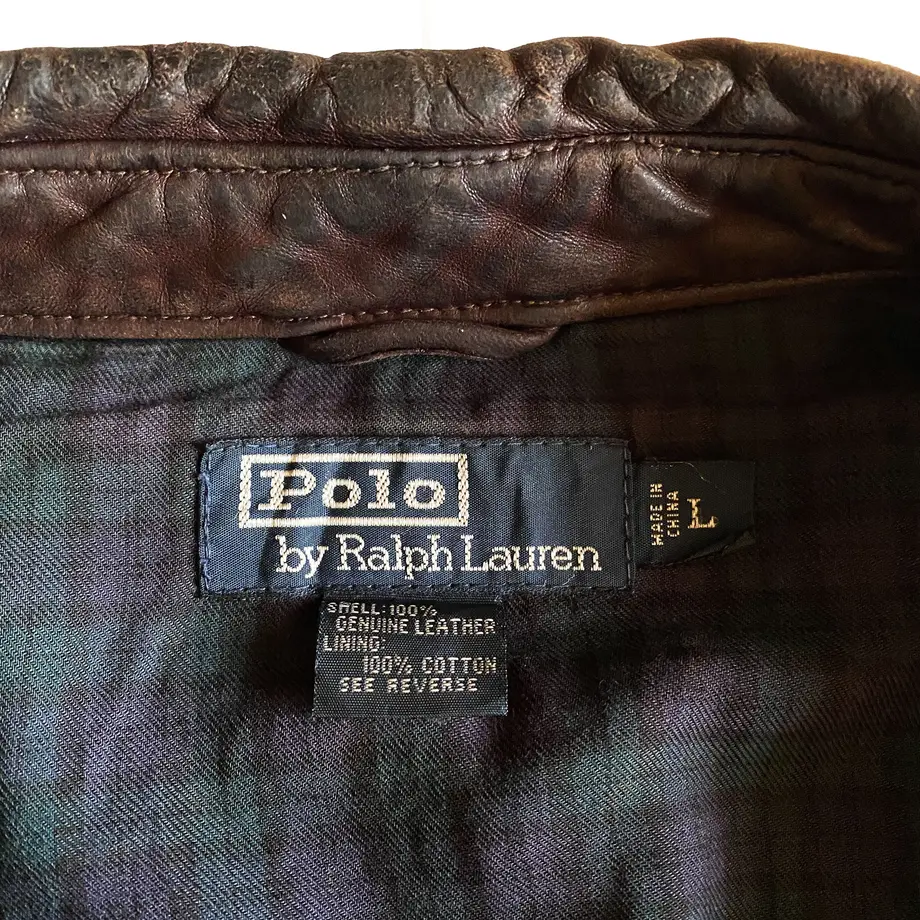 Polo
by Ralph Lauren
MADE IN
CHINA
L
SHELL:100%
GENUINE LEATHER
LINING:
100% COTTON
SEE REVERSE